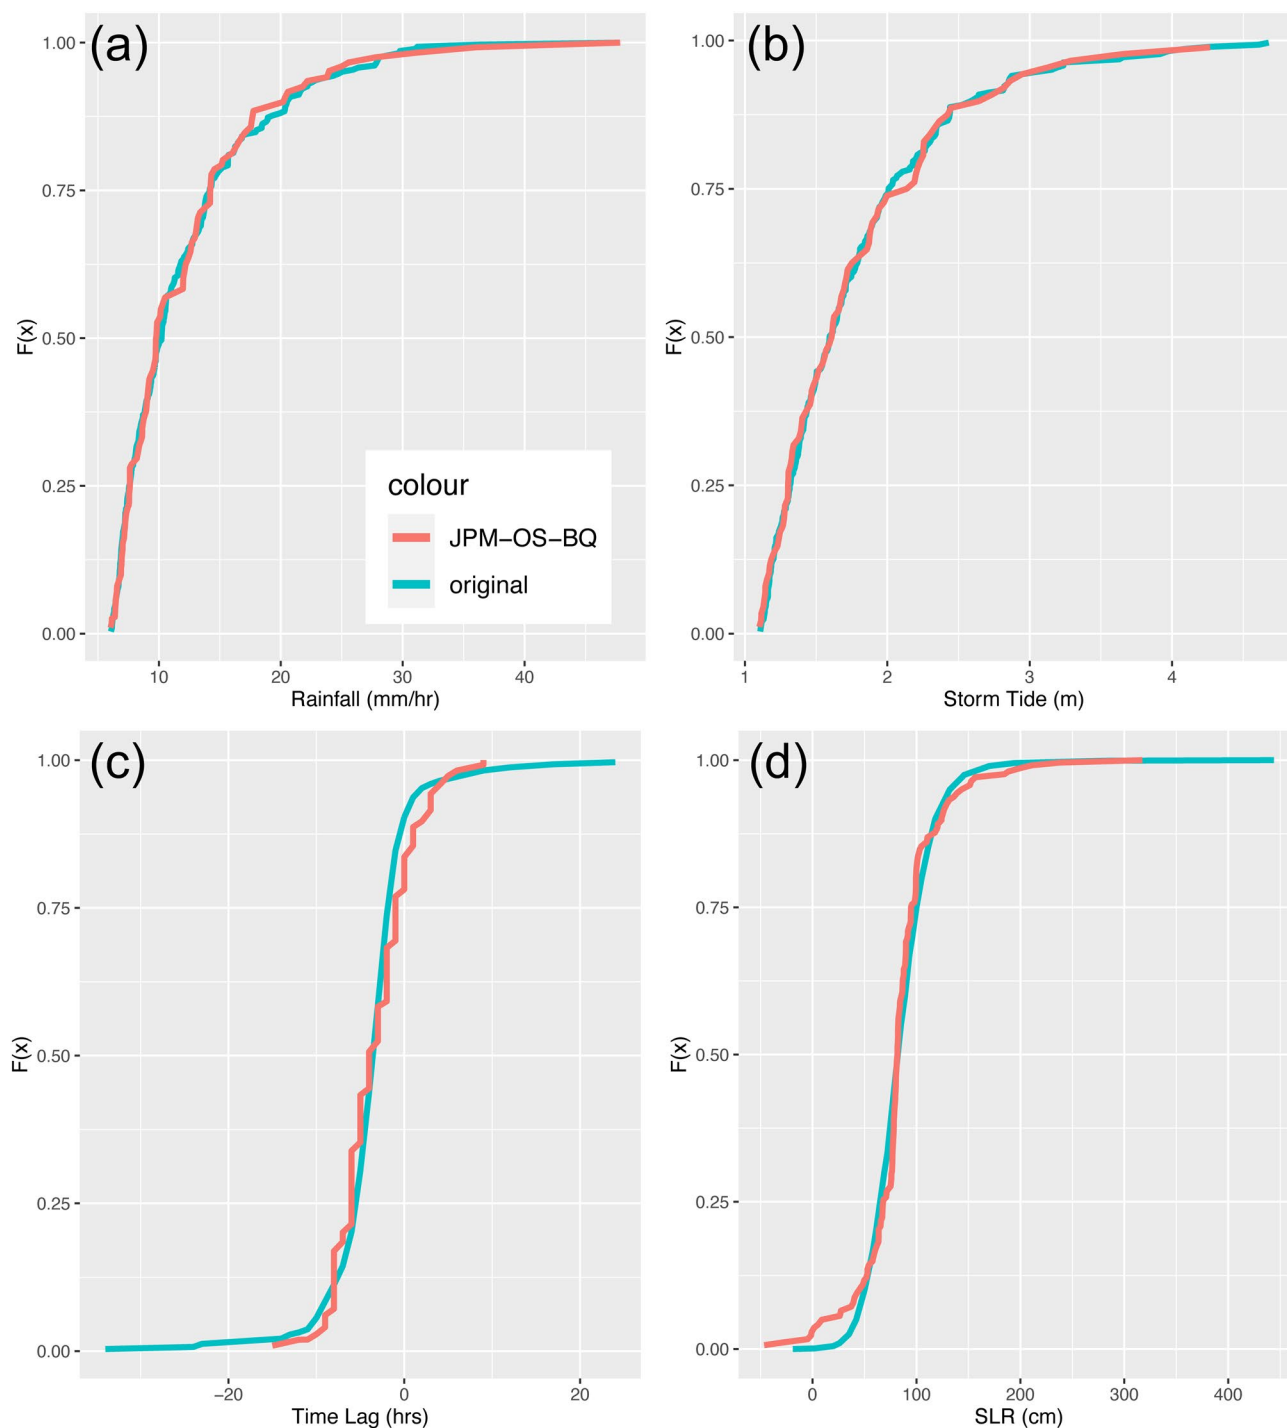 (a)
1.00
0.75
0.50
0.25
0.00
F(x)
10 20 30 40
Rainfall (mm/hr)
colour
JPM−OS−BQ
original
(b)
1.00
0.75
0.50
0.25
0.00
F(x)
1 2 3 4
Storm Tide (m)
(c)
1.00
0.75
0.50
0.25
0.00
F(x)
−20 0 20
Time Lag (hrs)
(d)
1.00
0.75
0.50
0.25
0.00
F(x)
0 100 200 300 400
SLR (cm)